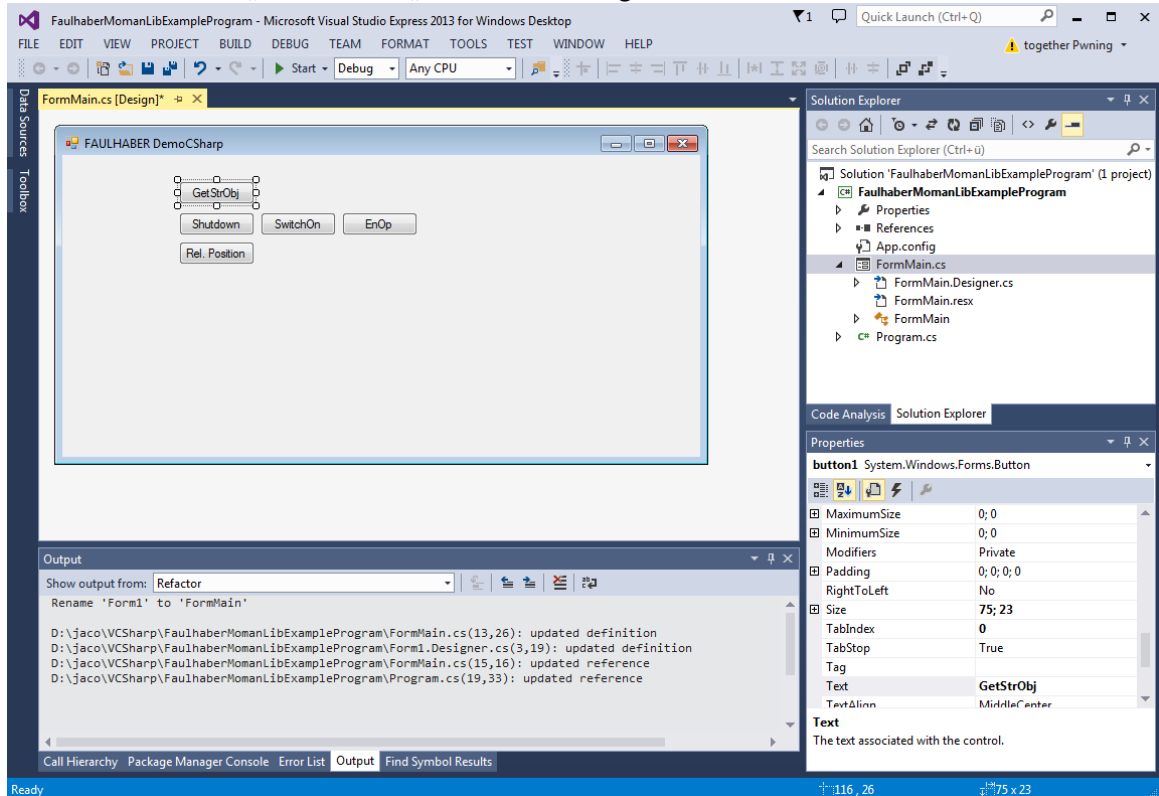 FaulhaberMomanLibExampleProgram - Microsoft Visual Studio Express 2013 for Windows Desktop
1
Quick Launch (Ctrl+Q)
FILE EDIT VIEW PROJECT BUILD DEBUG TEAM FORMAT TOOLS TEST WINDOW HELP
together Pwning
Start Debug Any CPU
Data Sources
Toolbox
FormMain.cs [Design]*
FAULHABER DemoCSharp
GetStrObj
Shutdown SwitchOn EnOp
Rel. Position
Solution Explorer
Search Solution Explorer (Ctrl+ü)
Solution 'FaulhaberMomanLibExampleProgram' (1 project)
FaulhaberMomanLibExampleProgram
Properties
References
App.config
FormMain.cs
FormMain.Designer.cs
FormMain.resx
FormMain
Program.cs
Code Analysis Solution Explorer
Properties
button1 System.Windows.Forms.Button
MaximumSize 0; 0
MinimumSize 0; 0
Modifiers Private
Padding 0; 0; 0; 0
RightToLeft No
Size 75; 23
TabIndex 0
TabStop True
Tag
Text GetStrObj
TextAlign MiddleCenter
Text
The text associated with the control.
Output
Show output from: Refactor
Rename 'Form1' to 'FormMain'
D:\jaco\VCSharp\FaulhaberMomanLibExampleProgram\FormMain.cs(13,26): updated definition
D:\jaco\VCSharp\FaulhaberMomanLibExampleProgram\Form1.Designer.cs(3,19): updated definition
D:\jaco\VCSharp\FaulhaberMomanLibExampleProgram\FormMain.cs(15,16): updated reference
D:\jaco\VCSharp\FaulhaberMomanLibExampleProgram\Program.cs(19,33): updated reference
Call Hierarchy Package Manager Console Error List Output Find Symbol Results
Ready
116 , 26
75 x 23